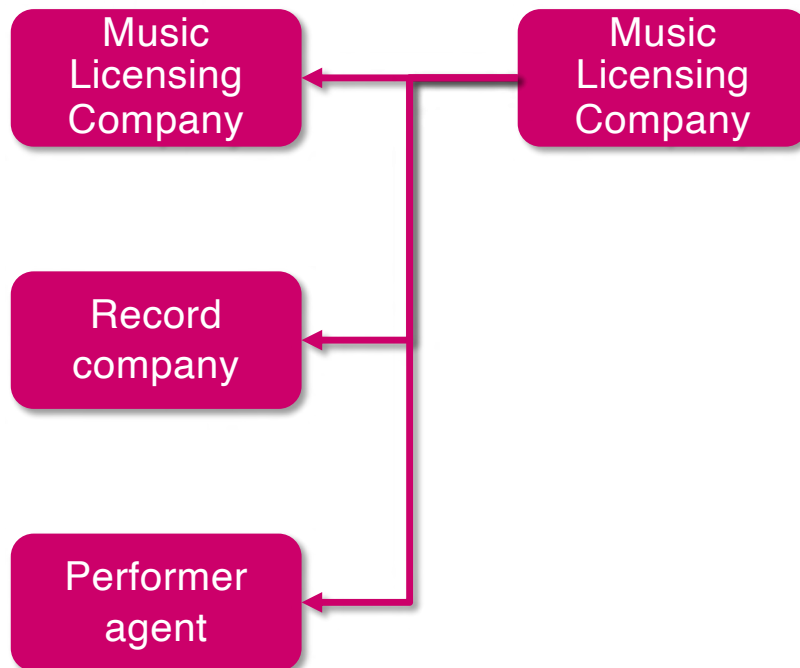 Music
Licensing
Company
Music
Licensing
Company
Record
company
Performer
agent